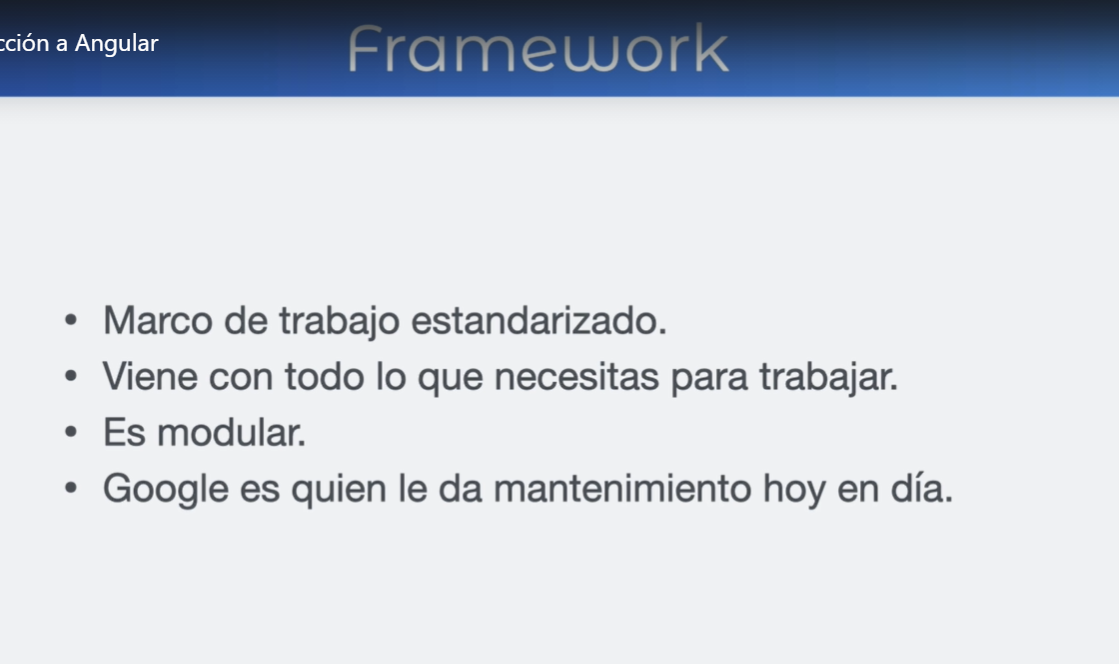 cción a Angular
Framework
• Marco de trabajo estandarizado.
• Viene con todo lo que necesitas para trabajar.
• Es modular.
• Google es quien le da mantenimiento hoy en día.